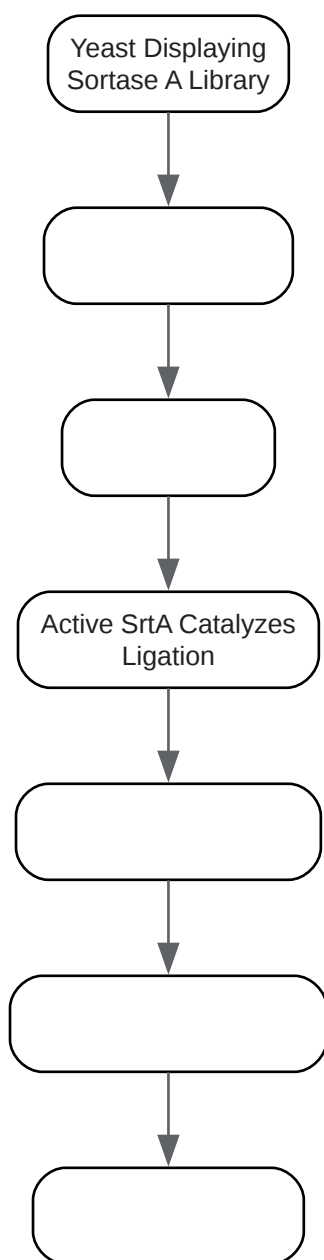 Yeast Displaying
Sortase A Library
Active SrtA Catalyzes
Ligation